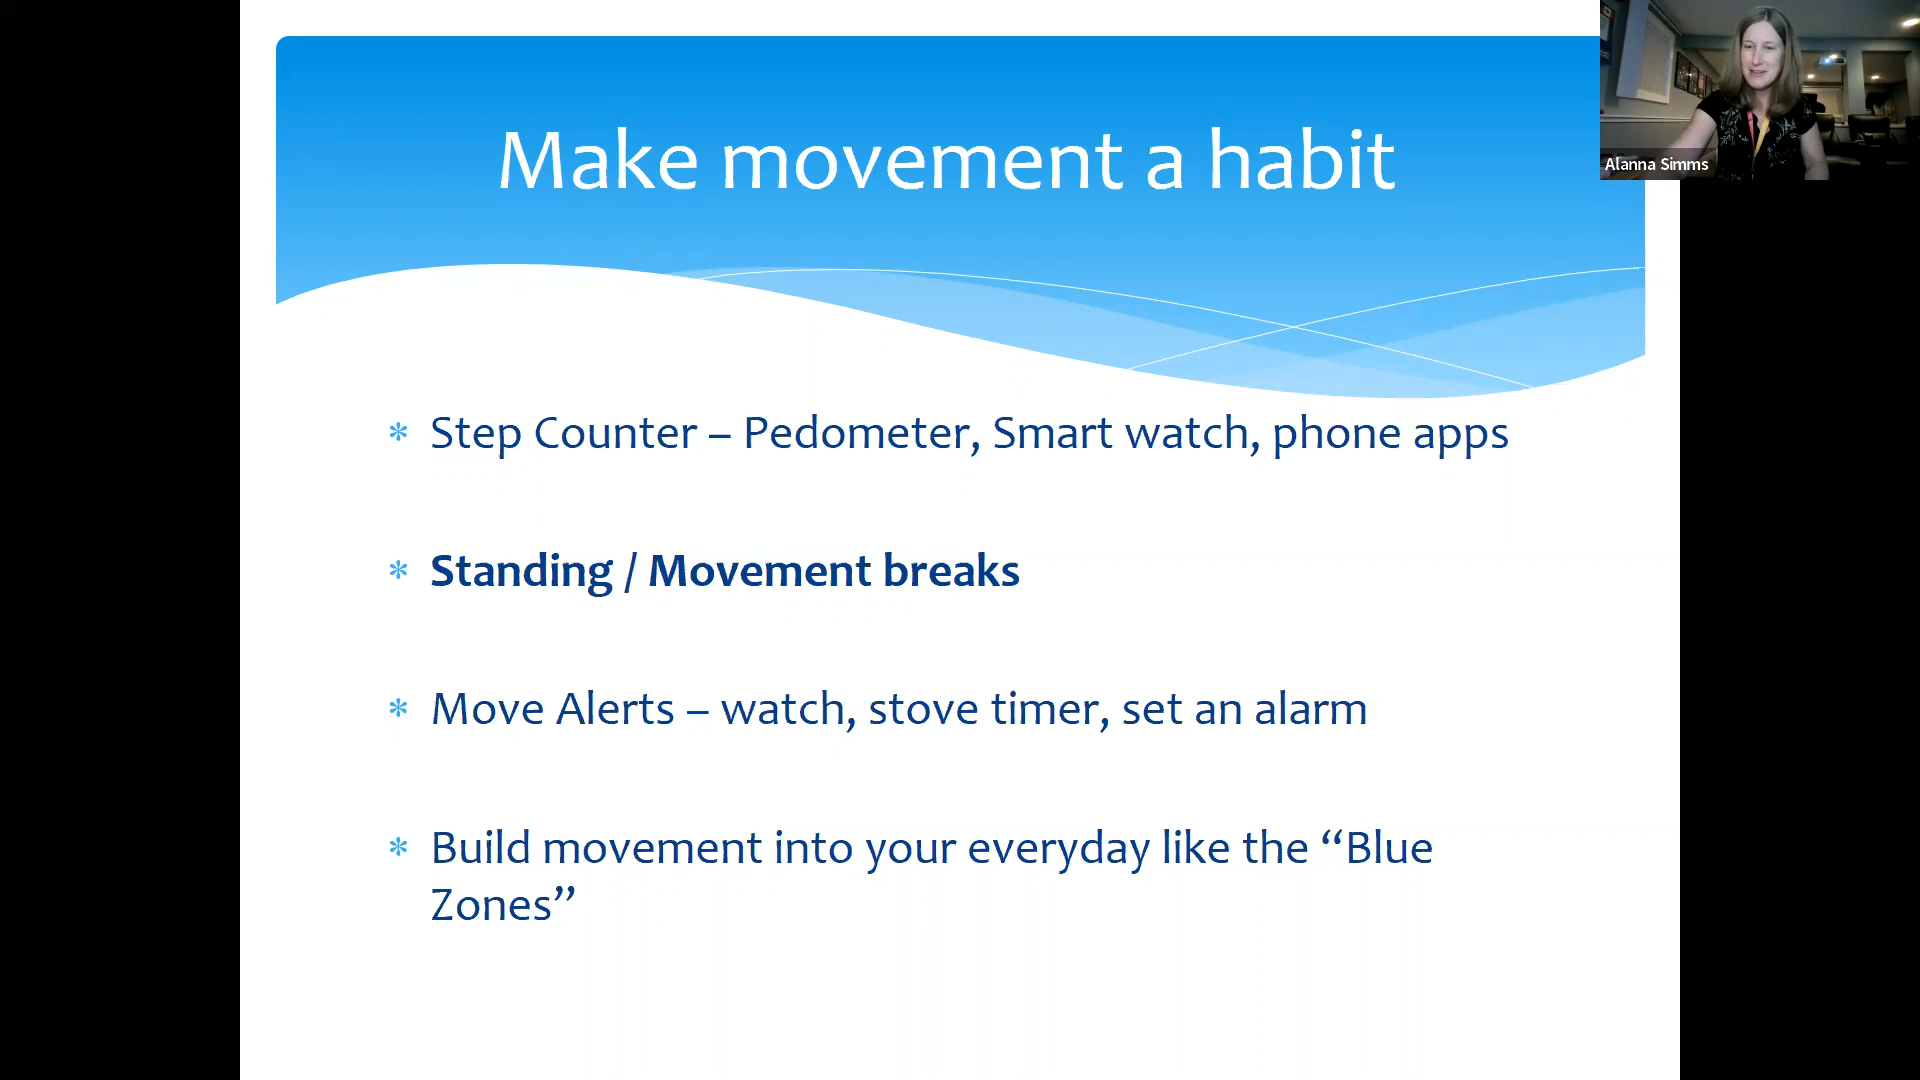 Make movement a habit
Alanna Simms
* Step Counter – Pedometer, Smart watch, phone apps
* Standing / Movement breaks
* Move Alerts – watch, stove timer, set an alarm
* Build movement into your everyday like the “Blue
Zones”